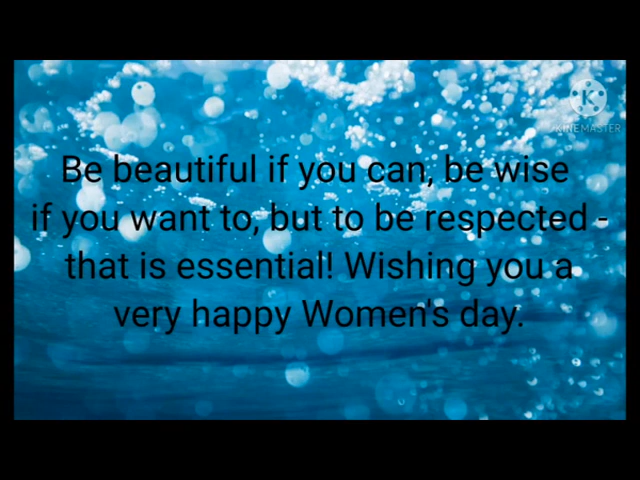 KINEMASTER
Be beautiful if you can, be wise
if you want to, but to be respected -
that is essential! Wishing you a
very happy Women's day.